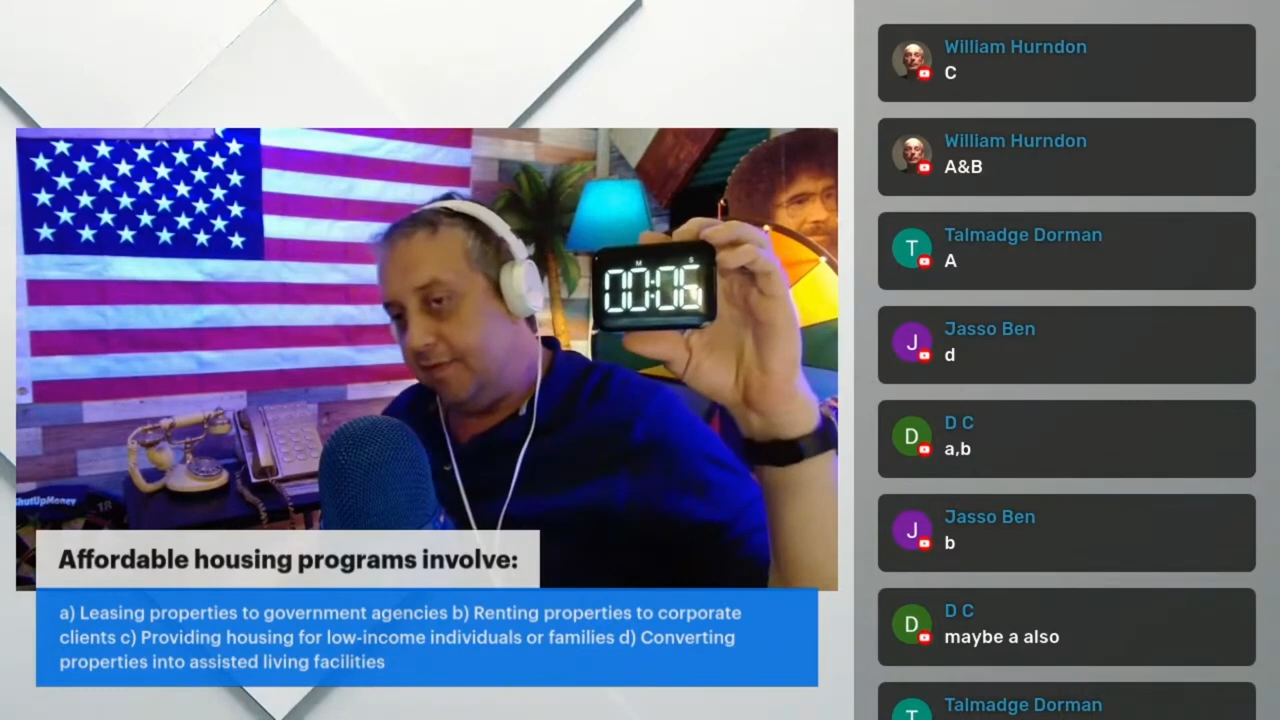 William Hurndon
C
William Hurndon
A&B
T
Talmadge Dorman
A
J
Jasso Ben
d
D
D C
a,b
J
Jasso Ben
b
D
D C
maybe a also
T
Talmadge Dorman
M S
00:06
ShutUpMoney
18
Affordable housing programs involve:
a) Leasing properties to government agencies b) Renting properties to corporate
clients c) Providing housing for low-income individuals or families d) Converting
properties into assisted living facilities